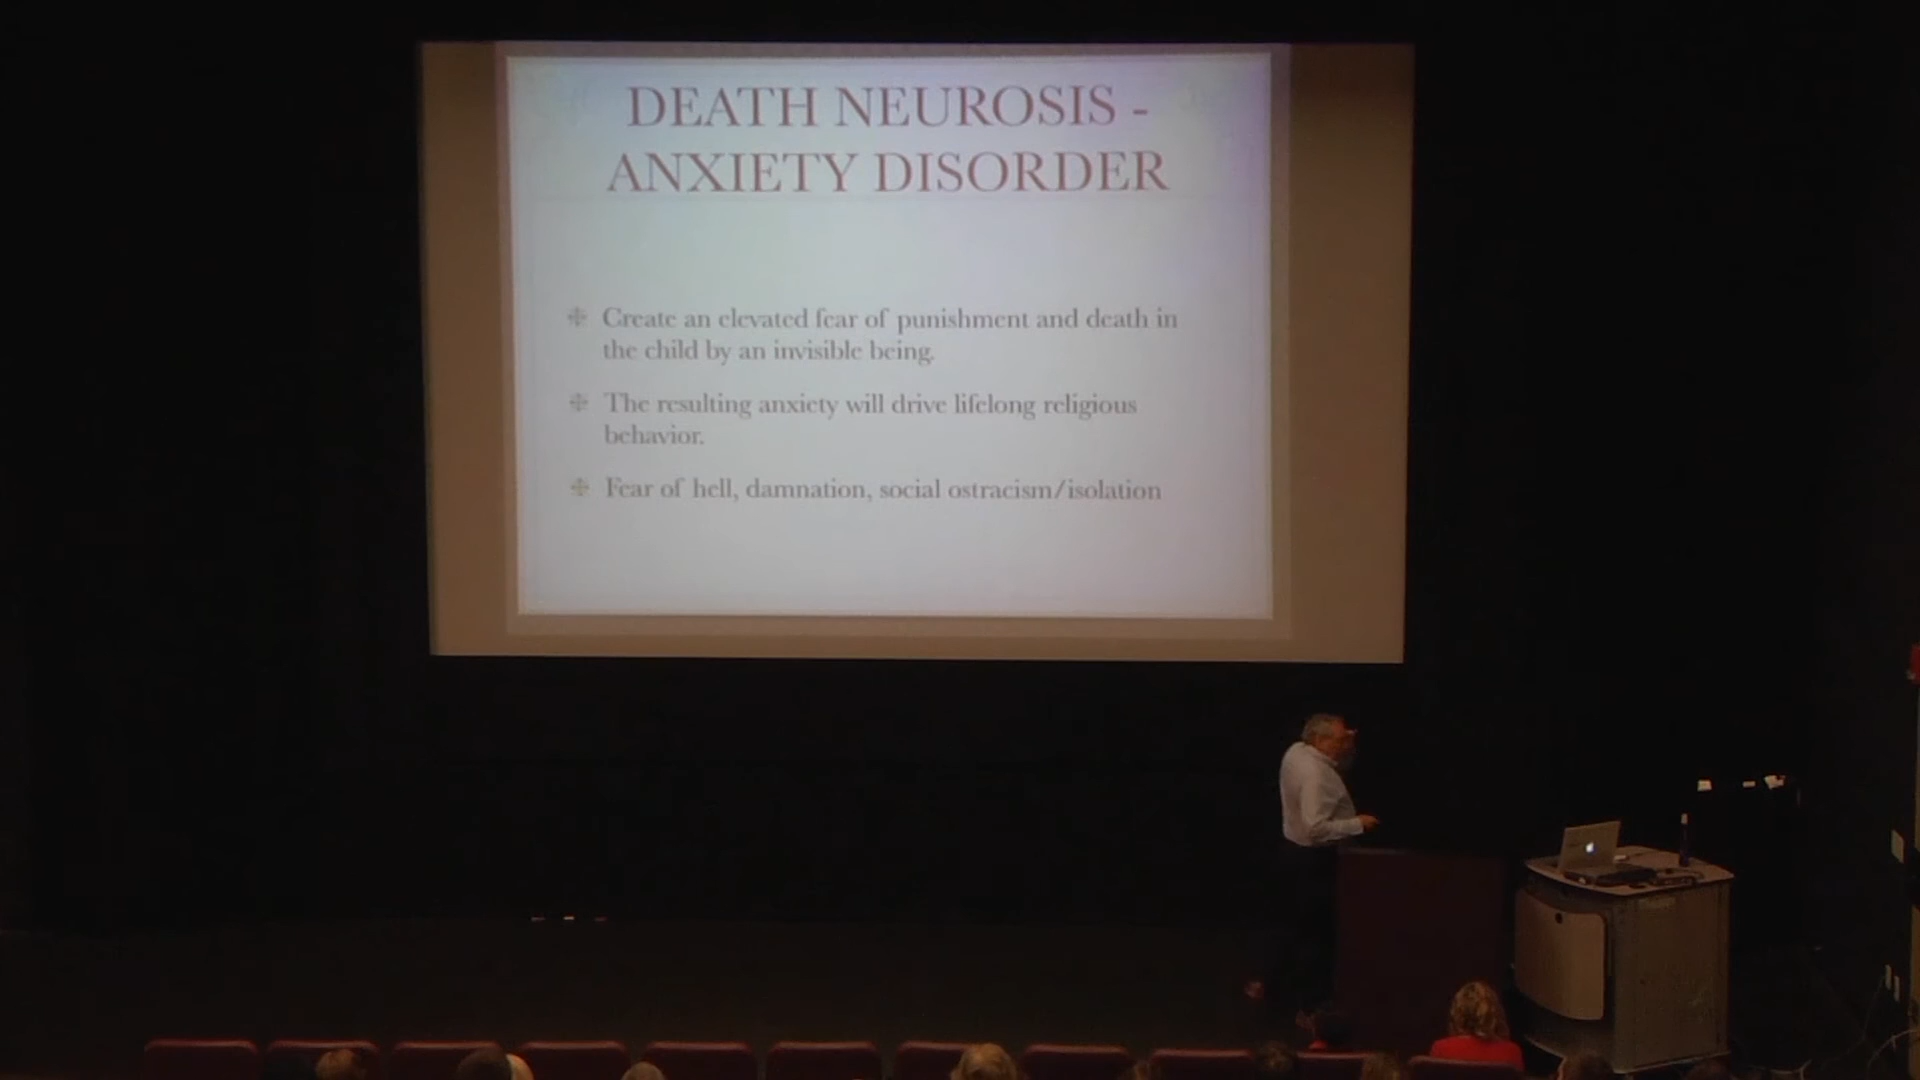 DEATH NEUROSIS -
ANXIETY DISORDER
Create an elevated fear of punishment and death in
the child by an invisible being.
The resulting anxiety will drive lifelong religious
behavior.
Fear of hell, damnation, social ostracism/isolation